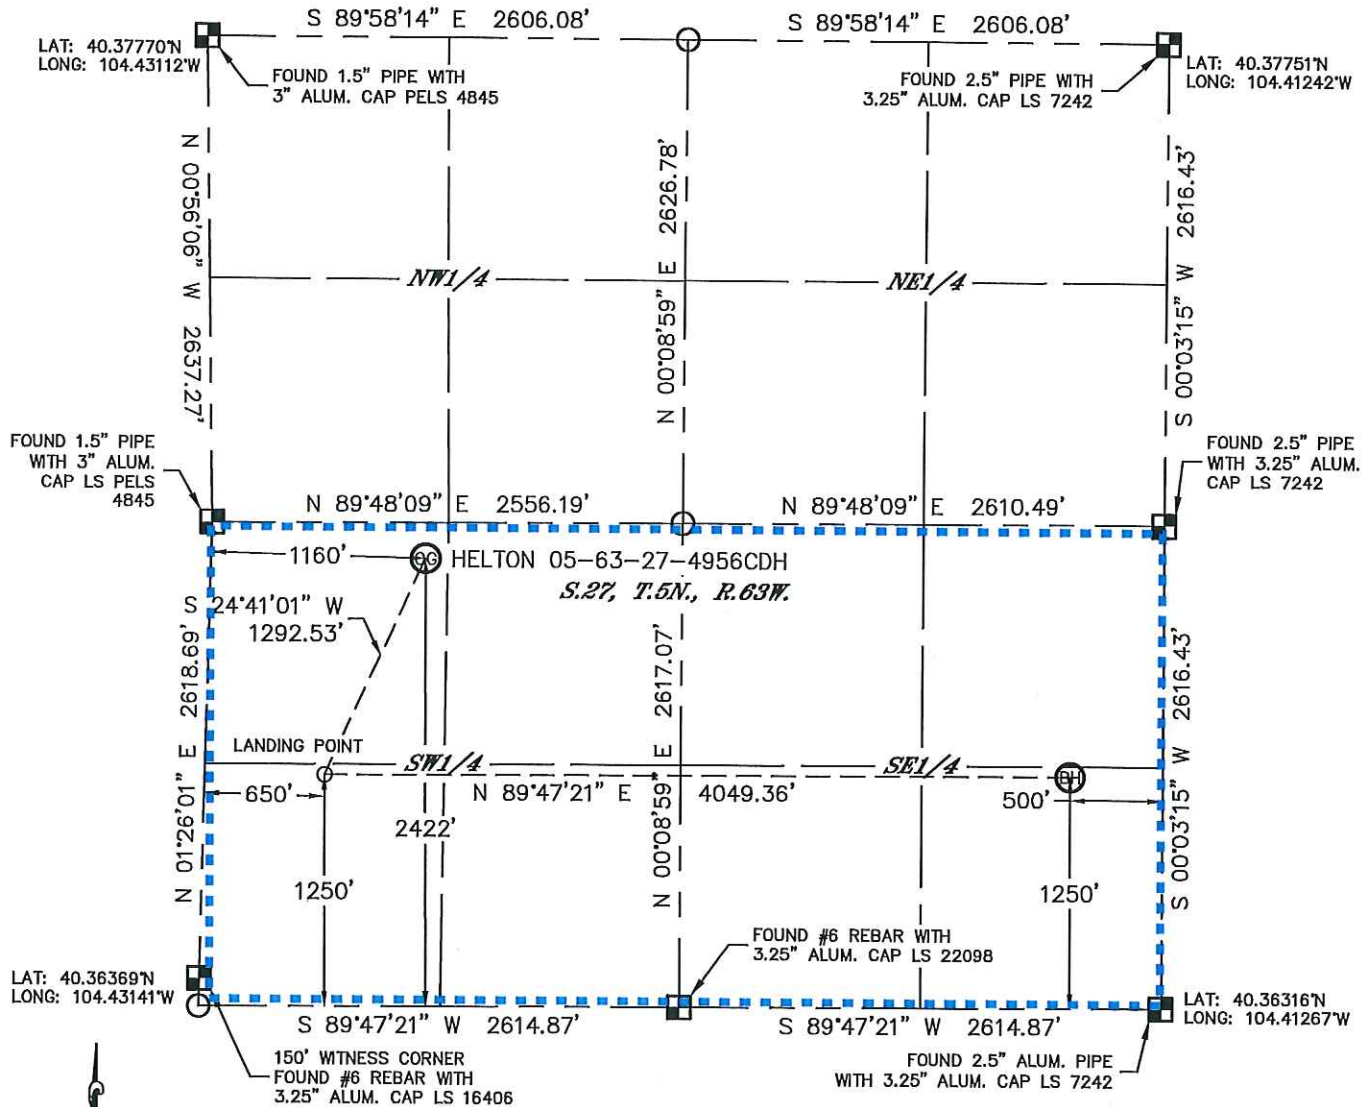 S 89°58'14" E 2606.08'
S 89°58'14" E 2606.08'
LAT: 40.37770°N
LONG: 104.43112°W
FOUND 1.5" PIPE WITH
3" ALUM. CAP PELS 4845
FOUND 2.5" PIPE WITH
3.25" ALUM. CAP LS 7242
LAT: 40.37751°N
LONG: 104.41242°W
N 00°56'06" W 2637.27'
N 00°08'59" E 2626.78'
S 00°03'15" W 2616.43'
NW1/4
NE1/4
FOUND 1.5" PIPE
WITH 3" ALUM.
CAP LS PELS
4845
FOUND 2.5" PIPE
WITH 3.25" ALUM.
CAP LS 7242
N 89°48'09" E 2556.19'
N 89°48'09" E 2610.49'
1160'
OG
HELTON 05-63-27-4956CDH
S.27, T.5N., R.63W.
S 24°41'01" W
1292.53'
N 01°26'01" E 2618.69'
N 00°08'59" E 2617.07'
S 00°03'15" W 2616.43'
LANDING POINT
SW1/4
SE1/4
BH
650'
N 89°47'21" E 4049.36'
500'
2422'
1250'
1250'
FOUND #6 REBAR WITH
3.25" ALUM. CAP LS 22098
LAT: 40.36369°N
LONG: 104.43141°W
LAT: 40.36316°N
LONG: 104.41267°W
S 89°47'21" W 2614.87'
S 89°47'21" W 2614.87'
150' WITNESS CORNER
FOUND #6 REBAR WITH
3.25" ALUM. CAP LS 16406
FOUND 2.5" ALUM. PIPE
WITH 3.25" ALUM. CAP LS 7242